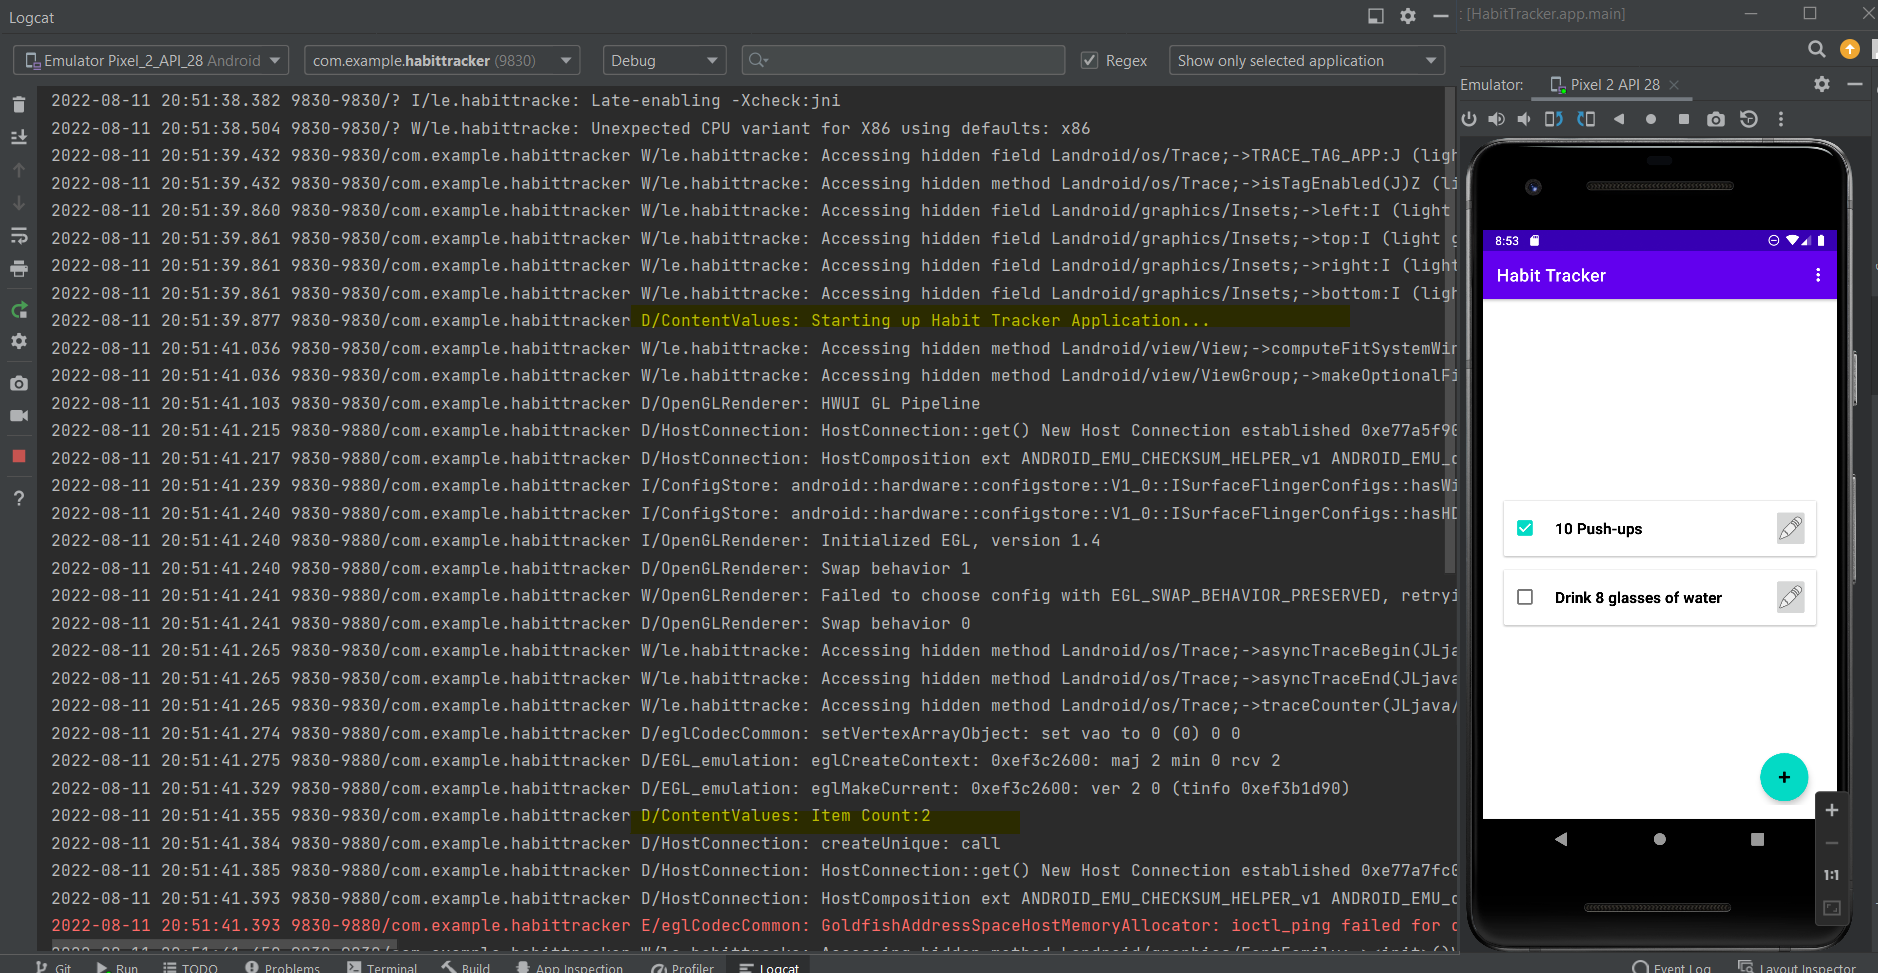 Logcat
: [HabitTracker.app.main]
Emulator Pixel_2_API_28 Android
com.example.habittracker (9830)
Debug
Regex
Show only selected application
Emulator:
Pixel 2 API 28
2022-08-11 20:51:38.382 9830-9830/? I/le.habittracke: Late-enabling -Xcheck:jni
2022-08-11 20:51:38.504 9830-9830/? W/le.habittracke: Unexpected CPU variant for X86 using defaults: x86
2022-08-11 20:51:39.432 9830-9830/com.example.habittracker W/le.habittracke: Accessing hidden field Landroid/os/Trace;->TRACE_TAG_APP:J (lig
2022-08-11 20:51:39.432 9830-9830/com.example.habittracker W/le.habittracke: Accessing hidden method Landroid/os/Trace;->isTagEnabled(J)Z (li
2022-08-11 20:51:39.860 9830-9830/com.example.habittracker W/le.habittracke: Accessing hidden field Landroid/graphics/Insets;->left:I (light
2022-08-11 20:51:39.861 9830-9830/com.example.habittracker W/le.habittracke: Accessing hidden field Landroid/graphics/Insets;->top:I (light g
2022-08-11 20:51:39.861 9830-9830/com.example.habittracker W/le.habittracke: Accessing hidden field Landroid/graphics/Insets;->right:I (light
2022-08-11 20:51:39.861 9830-9830/com.example.habittracker W/le.habittracke: Accessing hidden field Landroid/graphics/Insets;->bottom:I (ligh
2022-08-11 20:51:39.877 9830-9830/com.example.habittracker D/ContentValues: Starting up Habit Tracker Application...
2022-08-11 20:51:41.036 9830-9830/com.example.habittracker W/le.habittracke: Accessing hidden method Landroid/view/View;->computeFitSystemWin
2022-08-11 20:51:41.036 9830-9830/com.example.habittracker W/le.habittracke: Accessing hidden method Landroid/view/ViewGroup;->makeOptionalFi
2022-08-11 20:51:41.103 9830-9830/com.example.habittracker D/OpenGLRenderer: HWUI GL Pipeline
2022-08-11 20:51:41.215 9830-9880/com.example.habittracker D/HostConnection: HostConnection::get() New Host Connection established 0xe77a5f90
2022-08-11 20:51:41.217 9830-9880/com.example.habittracker D/HostConnection: HostComposition ext ANDROID_EMU_CHECKSUM_HELPER_v1 ANDROID_EMU_d
2022-08-11 20:51:41.239 9830-9880/com.example.habittracker I/ConfigStore: android::hardware::configstore::V1_0::ISurfaceFlingerConfigs::hasWi
2022-08-11 20:51:41.240 9830-9880/com.example.habittracker I/ConfigStore: android::hardware::configstore::V1_0::ISurfaceFlingerConfigs::hasHD
2022-08-11 20:51:41.240 9830-9880/com.example.habittracker I/OpenGLRenderer: Initialized EGL, version 1.4
2022-08-11 20:51:41.240 9830-9880/com.example.habittracker D/OpenGLRenderer: Swap behavior 1
2022-08-11 20:51:41.241 9830-9880/com.example.habittracker W/OpenGLRenderer: Failed to choose config with EGL_SWAP_BEHAVIOR_PRESERVED, retryi
2022-08-11 20:51:41.241 9830-9880/com.example.habittracker D/OpenGLRenderer: Swap behavior 0
2022-08-11 20:51:41.265 9830-9830/com.example.habittracker W/le.habittracke: Accessing hidden method Landroid/os/Trace;->asyncTraceBegin(JLja
2022-08-11 20:51:41.265 9830-9830/com.example.habittracker W/le.habittracke: Accessing hidden method Landroid/os/Trace;->asyncTraceEnd(JLjava
2022-08-11 20:51:41.265 9830-9830/com.example.habittracker W/le.habittracke: Accessing hidden method Landroid/os/Trace;->traceCounter(JLjava/
2022-08-11 20:51:41.274 9830-9880/com.example.habittracker D/eglCodecCommon: setVertexArrayObject: set vao to 0 (0) 0 0
2022-08-11 20:51:41.275 9830-9880/com.example.habittracker D/EGL_emulation: eglCreateContext: 0xef3c2600: maj 2 min 0 rcv 2
2022-08-11 20:51:41.329 9830-9880/com.example.habittracker D/EGL_emulation: eglMakeCurrent: 0xef3c2600: ver 2 0 (tinfo 0xef3b1d90)
2022-08-11 20:51:41.355 9830-9830/com.example.habittracker D/ContentValues: Item Count:2
2022-08-11 20:51:41.384 9830-9880/com.example.habittracker D/HostConnection: createUnique: call
2022-08-11 20:51:41.385 9830-9880/com.example.habittracker D/HostConnection: HostConnection::get() New Host Connection established 0xe77a7fc0
2022-08-11 20:51:41.393 9830-9880/com.example.habittracker D/HostConnection: HostComposition ext ANDROID_EMU_CHECKSUM_HELPER_v1 ANDROID_EMU_d
2022-08-11 20:51:41.393 9830-9880/com.example.habittracker E/eglCodecCommon: GoldfishAddressSpaceHostMemoryAllocator: ioctl_ping failed for d
8:53
Habit Tracker
10 Push-ups
Drink 8 glasses of water
+
1:1
Git
Run
TODO
Problems
Terminal
Build
App Inspection
Profiler
Logcat
Event Log
Layout Inspector